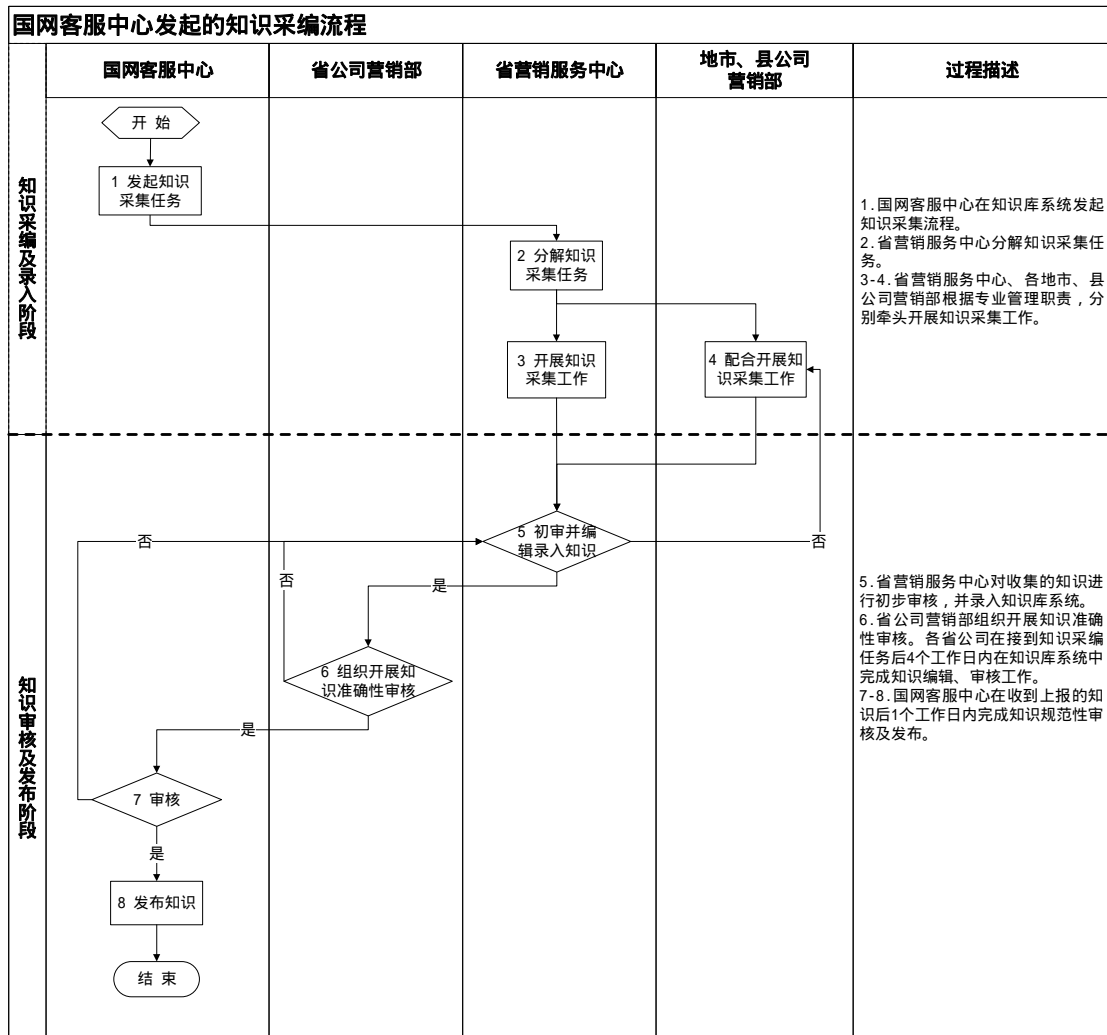 国网客服中心发起的知识采编流程
国网客服中心
省公司营销部
省营销服务中心
地市、县公司
营销部
过程描述
知识采编及录入阶段
开 始
1 发起知识
采集任务
2 分解知识
采集任务
3 开展知识
采集工作
4 配合开展知
识采集工作
1.国网客服中心在知识库系统发起
知识采集流程。
2.省营销服务中心分解知识采集任
务。
3-4.省营销服务中心、各地市、县
公司营销部根据专业管理职责，分
别牵头开展知识采集工作。
知识审核及发布阶段
5 初审并编
辑录入知识
否
否
否
是
6 组织开展知
识准确性审核
是
7 审核
是
8 发布知识
结 束
5.省营销服务中心对收集的知识进
行初步审核，并录入知识库系统。
6.省公司营销部组织开展知识准确
性审核。各省公司在接到知识采编
任务后4个工作日内在知识库系统中
完成知识编辑、审核工作。
7-8.国网客服中心在收到上报的知
识后1个工作日内完成知识规范性审
核及发布。